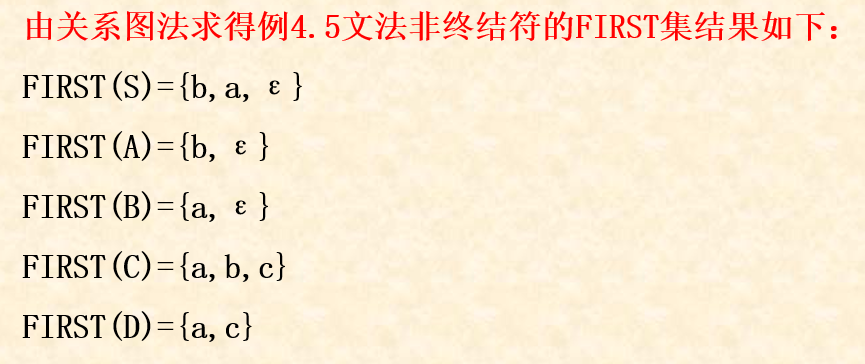 由关系图法求得例4.5文法非终结符的FIRST集结果如下：
FIRST(S)={b,a, ε}
FIRST(A)={b, ε}
FIRST(B)={a, ε}
FIRST(C)={a,b,c}
FIRST(D)={a,c}